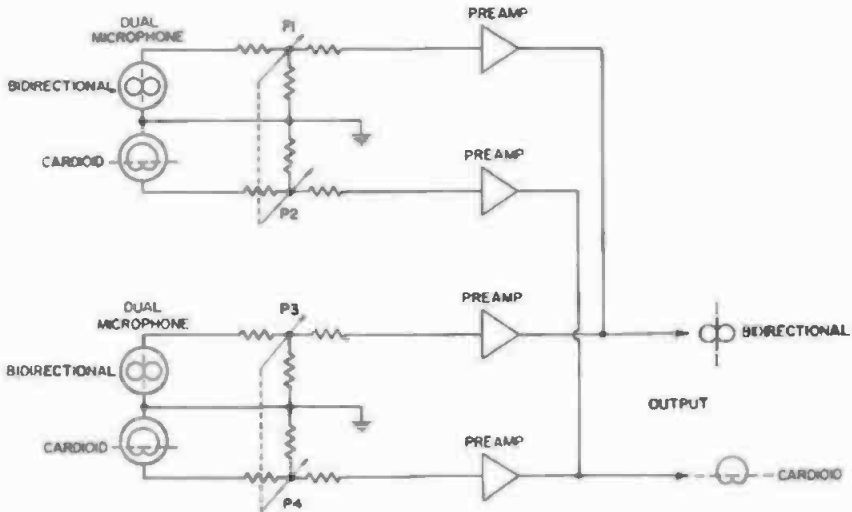 PREAMP
DUAL
MICROPHONE
P1
BIDIRECTIONAL
PREAMP
CARDIOID
P2
DUAL
MICROPHONE
P3
PREAMP
BIDIRECTIONAL
BIDIRECTIONAL
OUTPUT
PREAMP
CARDIOID
CARDIOID
P4